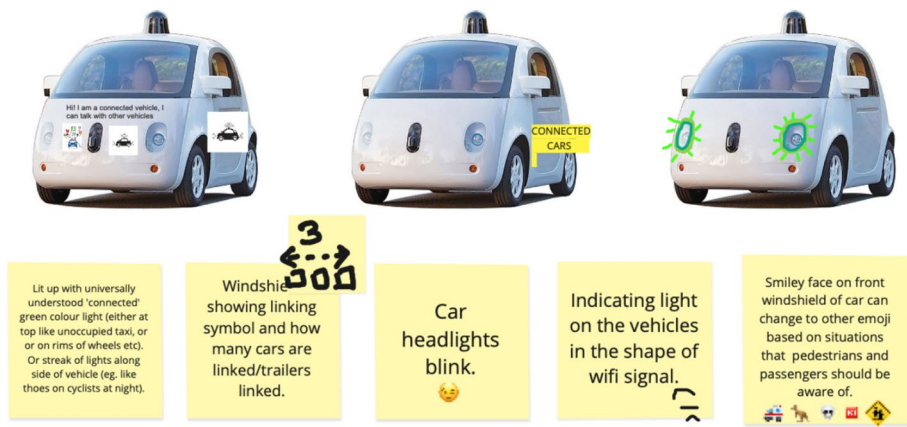 Hi! I am a connected vehicle, I
can talk with other vehicles
CONNECTED
CARS
3
Lit up with universally
understood 'connected'
green colour light (either at
top like unoccupied taxi, or
or on rims of wheels etc).
Or streak of lights along
side of vehicle (eg. like
thoes on cyclists at night).
Windshie
showing linking
symbol and how
many cars are
linked/trailers
linked.
Car
headlights
blink.
Indicating light
on the vehicles
in the shape of
wifi signal.
Smiley face on front
windshield of car can
change to other emoji
based on situations
that pedestrians and
passengers should be
aware of.